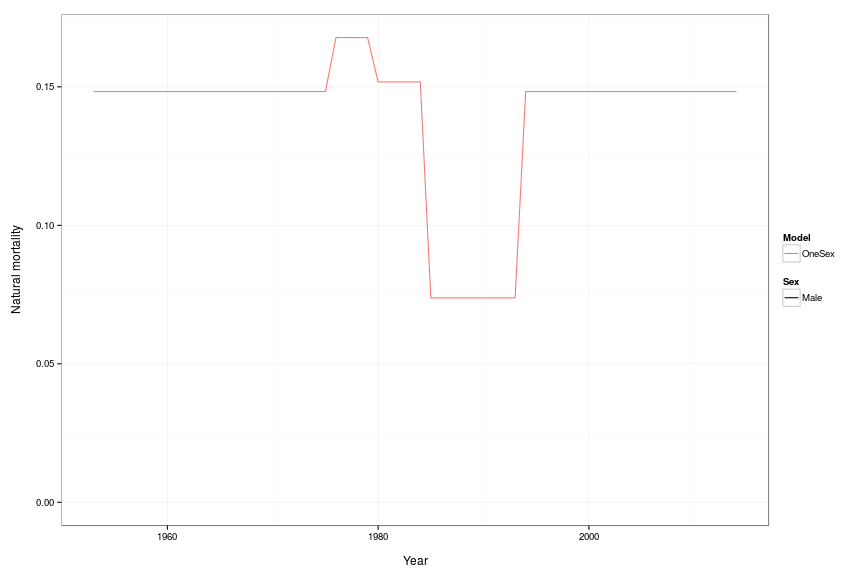 0.15
0.10
0.05
0.00
Natural mortality
1960
1980
2000
Year
Model
OneSex
Sex
Male